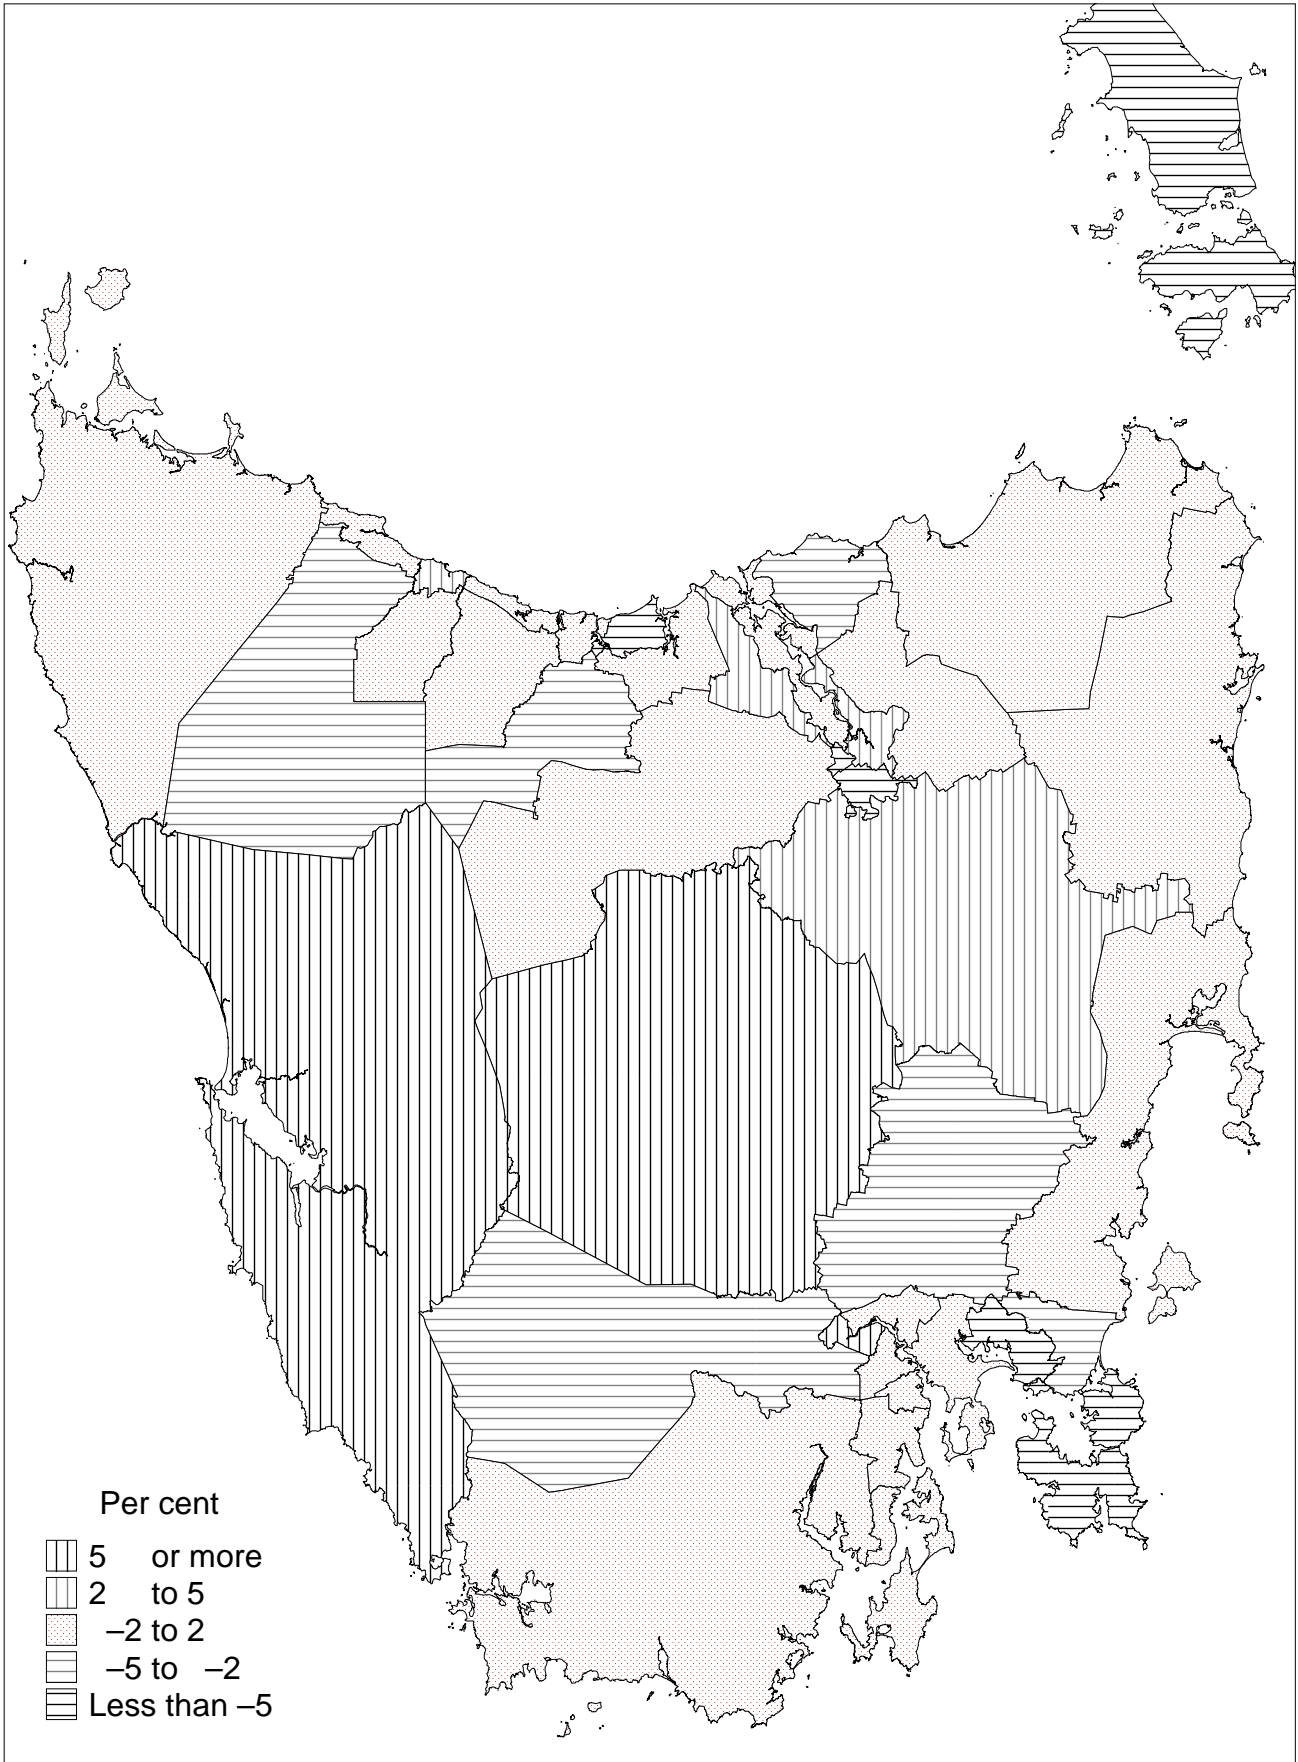 Per cent
5 or more
2 to 5
–2 to 2
–5 to –2
Less than –5